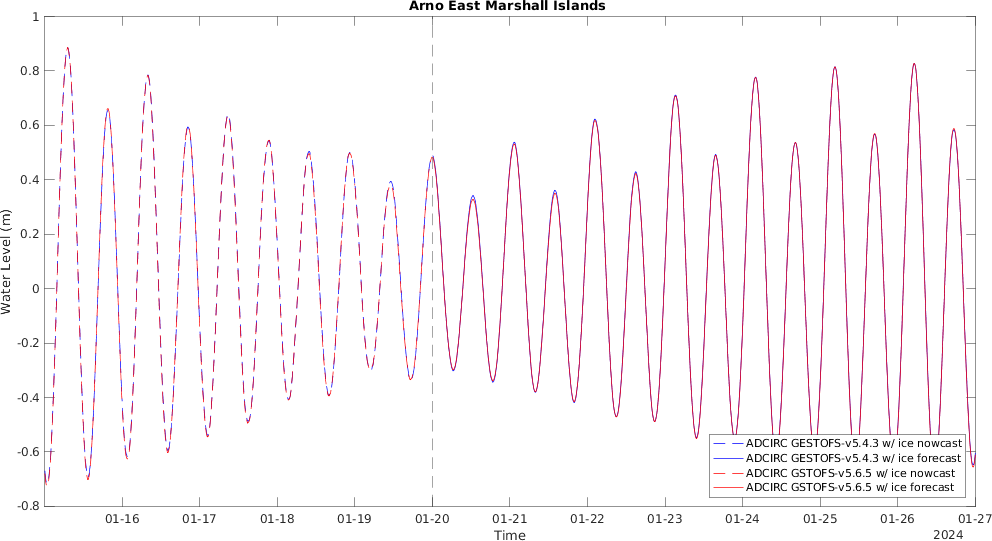 Arno East Marshall Islands
1
0.8
0.6
0.4
0.2
0
-0.2
-0.4
-0.6
-0.8
Water Level (m)
ADCIRC GESTOFS-v5.4.3 w/ ice nowcast
ADCIRC GESTOFS-v5.4.3 w/ ice forecast
ADCIRC GSTOFS-v5.6.5 w/ ice nowcast
ADCIRC GSTOFS-v5.6.5 w/ ice forecast
01-16 01-17 01-18 01-19 01-20 01-21 01-22 01-23 01-24 01-25 01-26 01-27
Time
2024